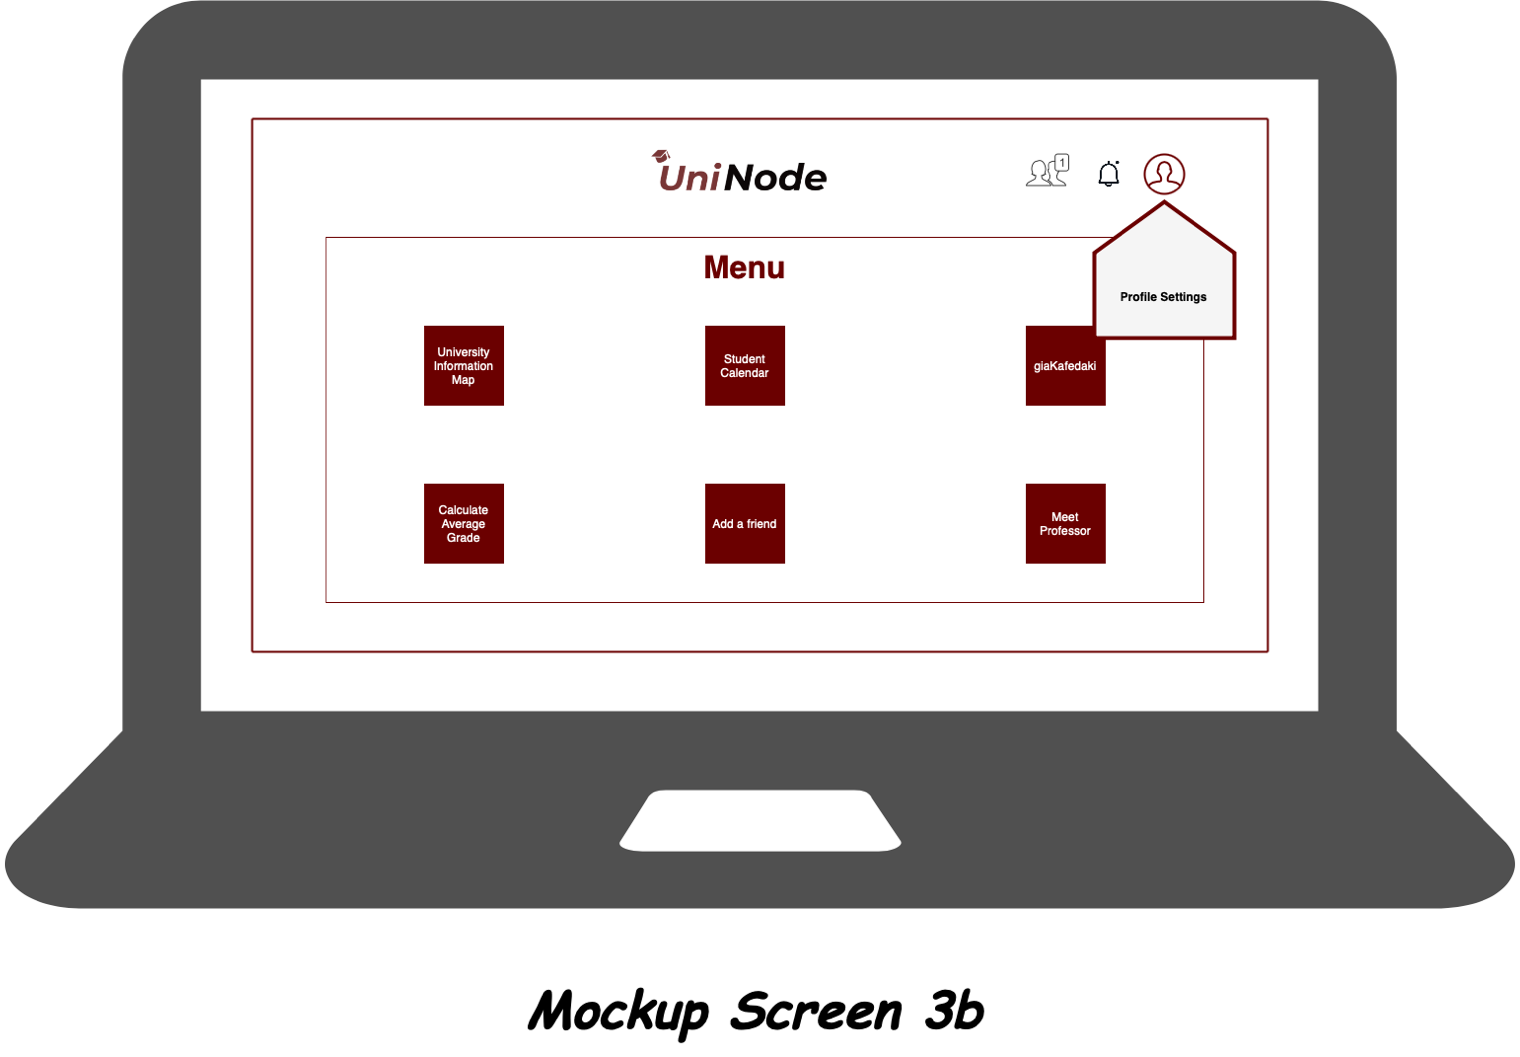 UniNode
1
Menu
Profile Settings
University
Information
Map
Student
Calendar
giaKafedaki
Calculate
Average
Grade
Add a friend
Meet
Professor
Mockup Screen 3b